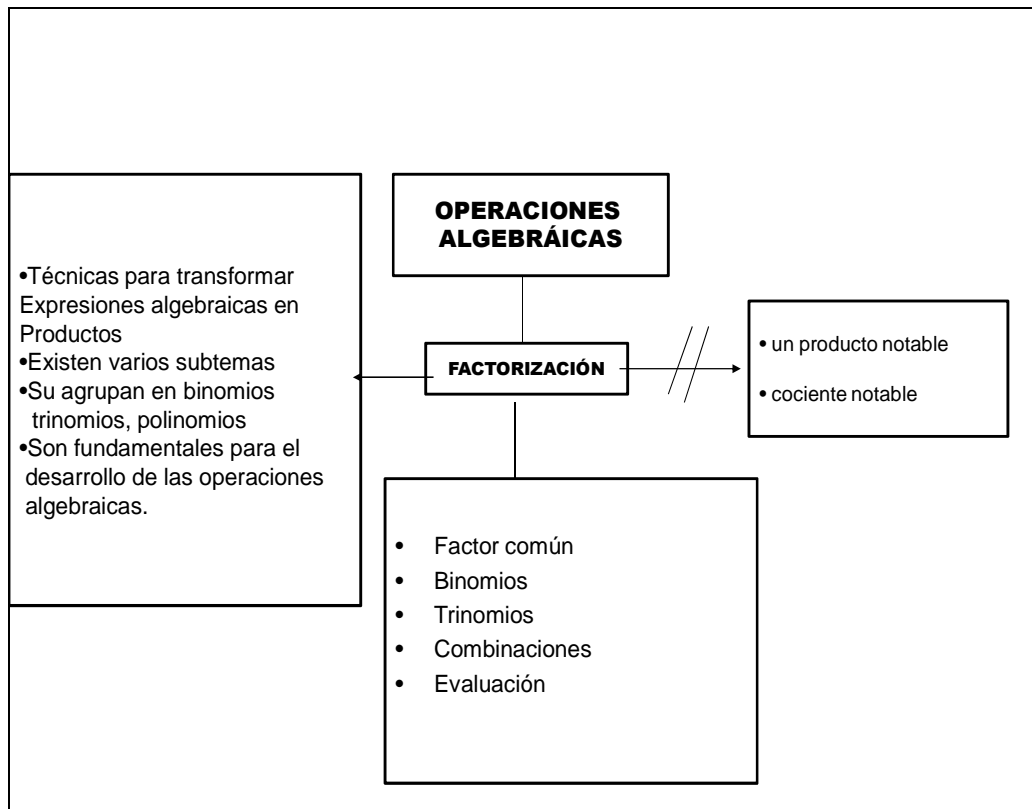 OPERACIONES
ALGEBRÁICAS
•Técnicas para transformar
Expresiones algebraicas en
Productos
•Existen varios subtemas
•Su agrupan en binomios
trinomios, polinomios
•Son fundamentales para el
desarrollo de las operaciones
algebraicas.
FACTORIZACIÓN
• un producto notable
• cociente notable
• Factor común
• Binomios
• Trinomios
• Combinaciones
• Evaluación